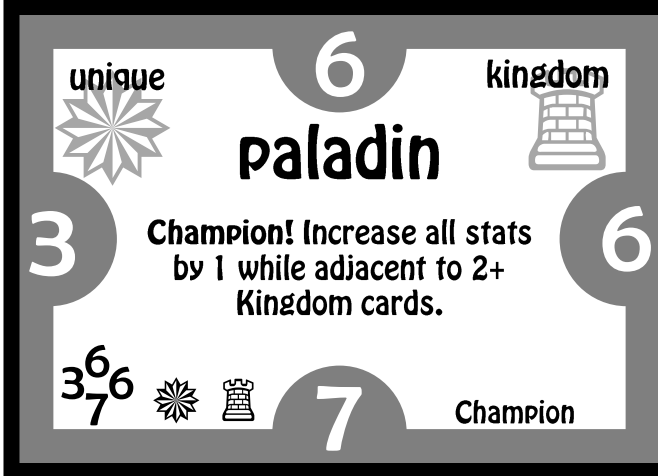 6
unique
kingdom
paladin
3
6
Champion! Increase all stats
by 1 while adjacent to 2+
Kingdom cards.
6
3 6
7
7
Champion